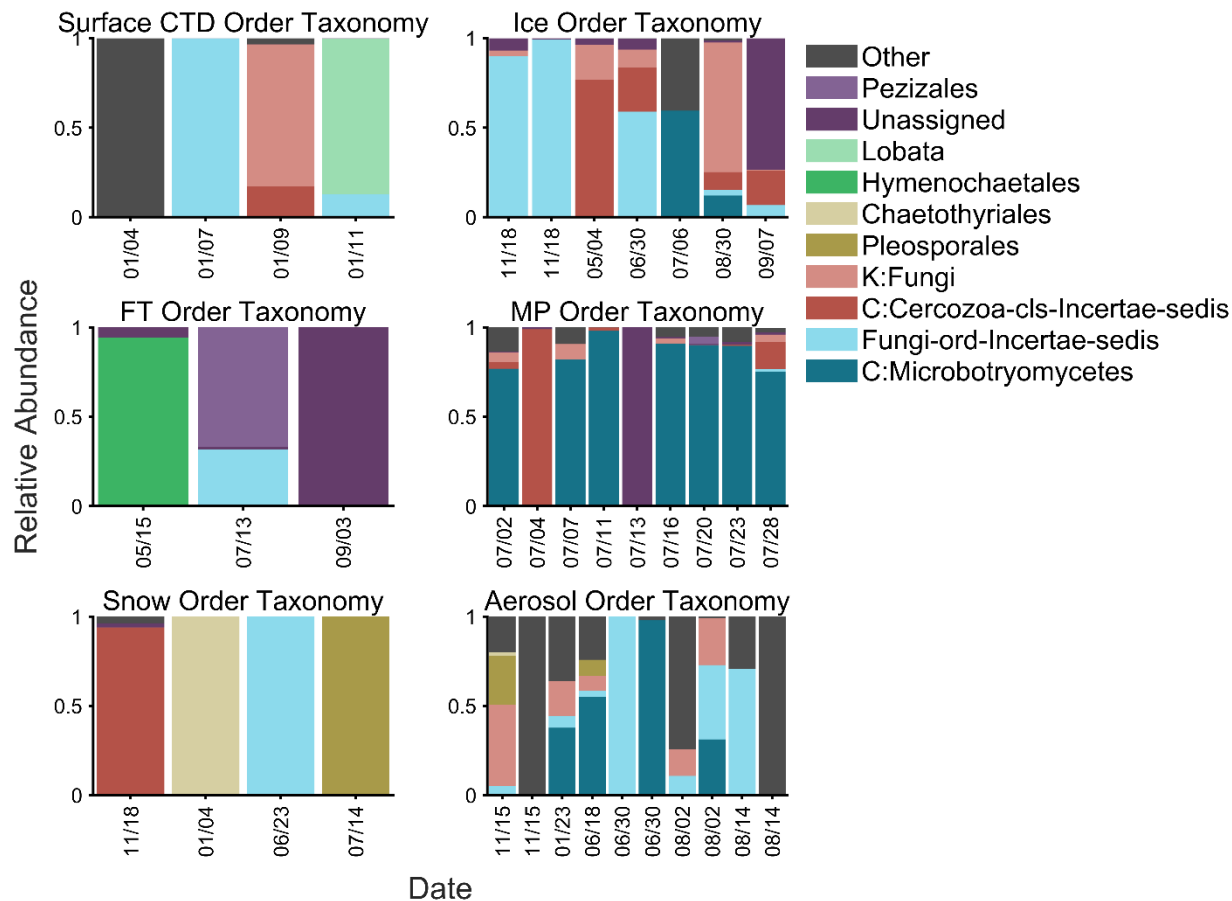 Surface CTD Order Taxonomy
1
0.5
0
01/04
01/07
01/09
01/11
Ice Order Taxonomy
1
0.5
0
11/18
11/18
05/04
06/30
07/06
08/30
09/07
Other
Pezizales
Unassigned
Lobata
Hymenochaetales
Chaetothyriales
Pleosporales
K:Fungi
C:Cercozoa-cls-Incertae-sedis
Fungi-ord-Incertae-sedis
C:Microbotryomycetes
Relative Abundance
FT Order Taxonomy
1
0.5
0
05/15
07/13
09/03
MP Order Taxonomy
1
0.5
0
07/02
07/04
07/07
07/11
07/13
07/16
07/20
07/23
07/28
Snow Order Taxonomy
1
0.5
0
11/18
01/04
06/23
07/14
Aerosol Order Taxonomy
1
0.5
0
11/15
11/15
01/23
06/18
06/30
06/30
08/02
08/02
08/14
08/14
Date